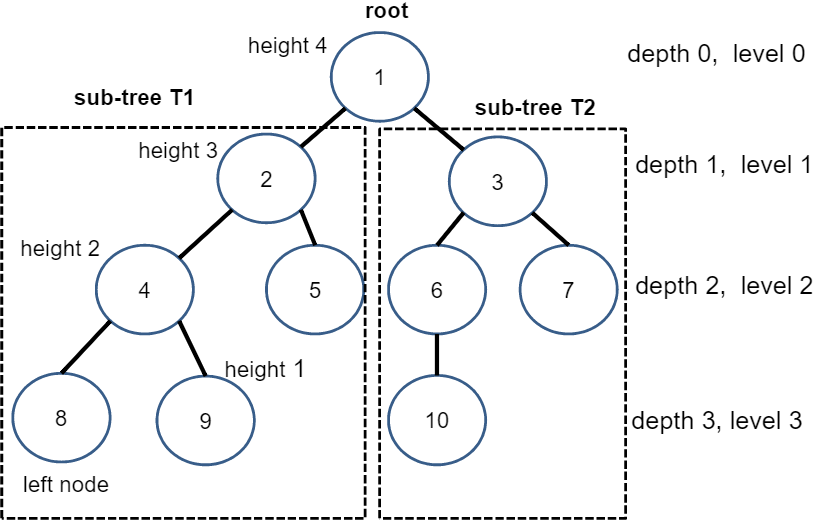 root
height 4
1
depth 0,  level 0
sub-tree T1
sub-tree T2
height 3
2
3
depth 1,  level 1
height 2
4
5
6
7
depth 2,  level 2
height 1
8
9
10
depth 3, level 3
left node